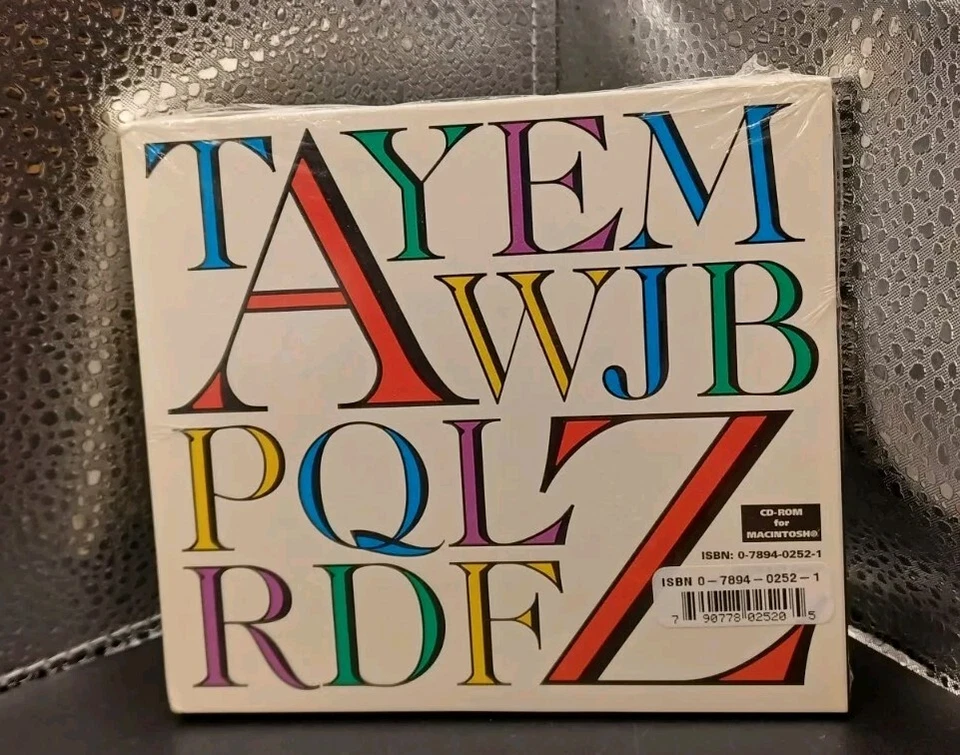 TAYEM
WJB
PQLZ
RDF
CD-ROM
for
MACINTOSH®
ISBN: 0-7894-0252-1
ISBN 0-7894-0252-1
7 90778 02520 5